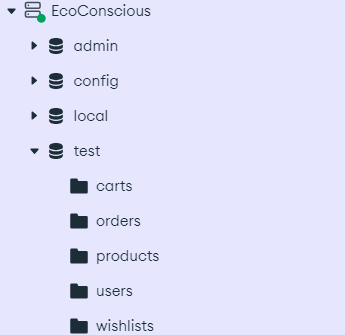 EcoConscious
admin
config
local
test
carts
orders
products
users
wishlists